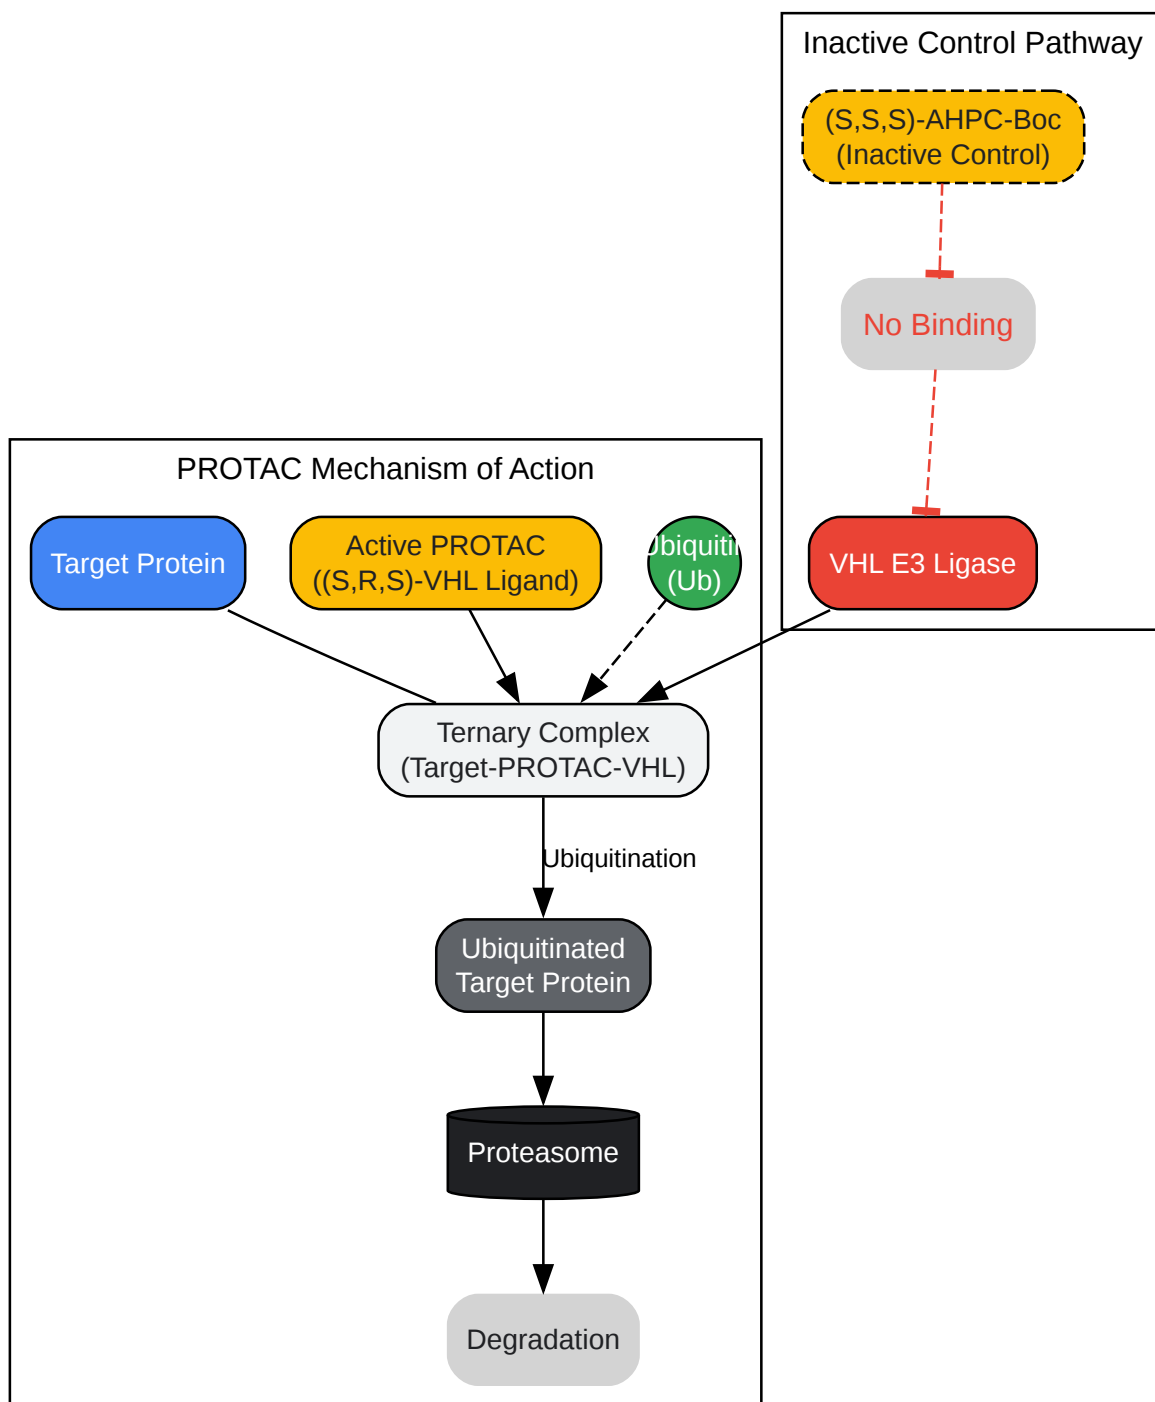 Inactive Control Pathway
(S,S,S)-AHPC-Boc
(Inactive Control)
No Binding
PROTAC Mechanism of Action
Target Protein
Active PROTAC
((S,R,S)-VHL Ligand)
Ubiquitin
(Ub)
VHL E3 Ligase
Ternary Complex
(Target-PROTAC-VHL)
Ubiquitination
Ubiquitinated
Target Protein
Proteasome
Degradation